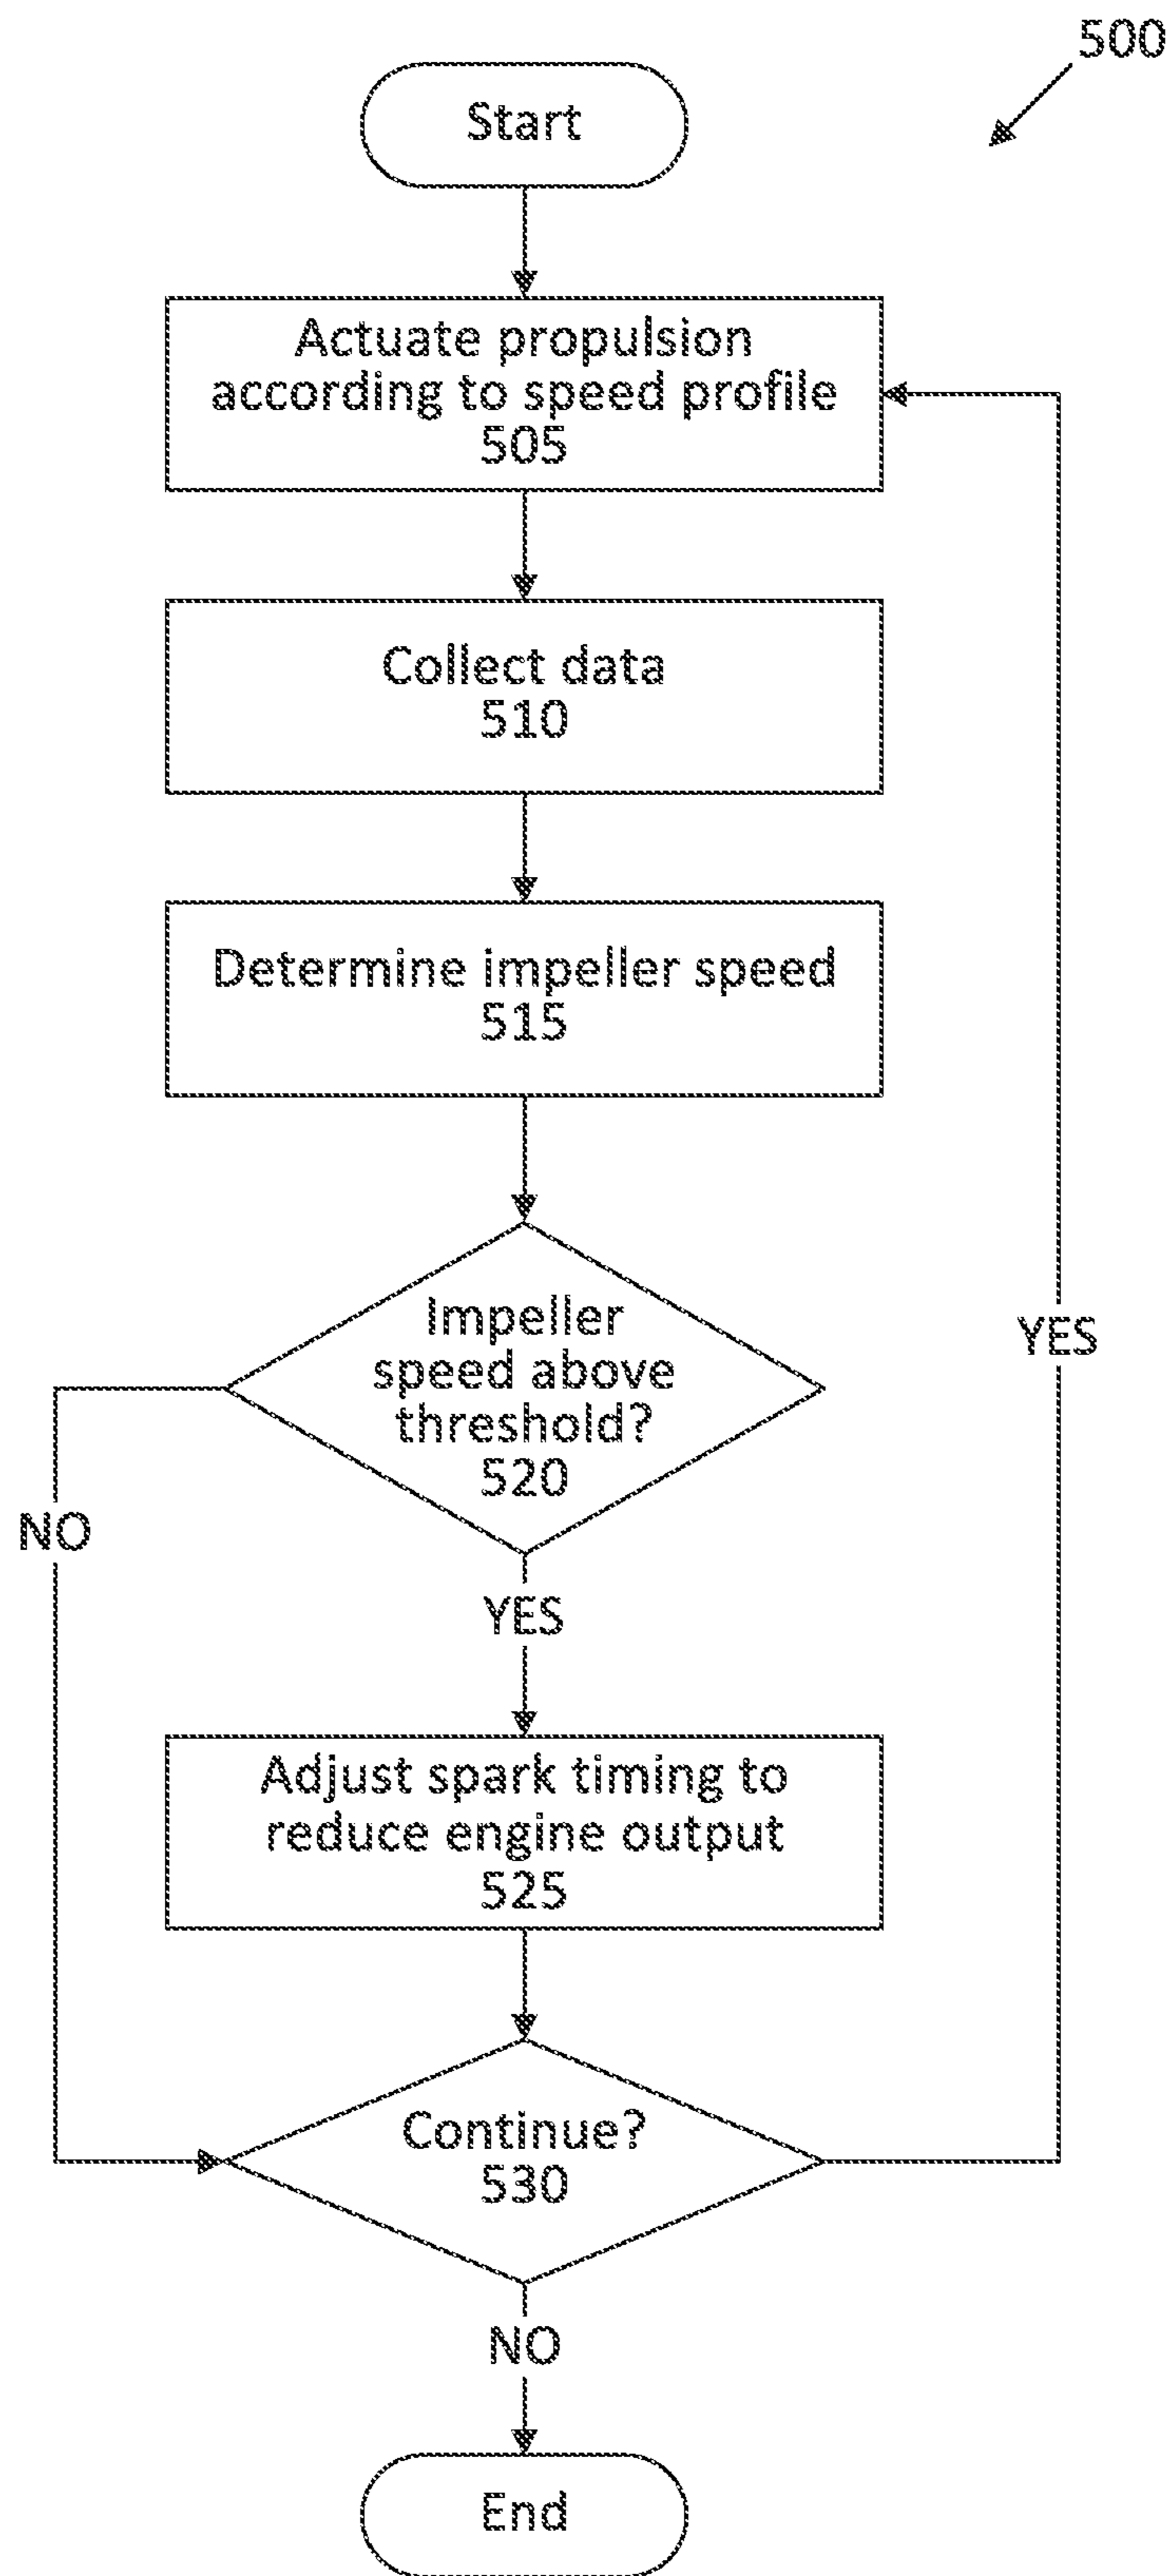 500
Start
Actuate propulsion
according to speed profile
505
Collect data
510
Determine impeller speed
515
Impeller
speed above
threshold?
520
YES
NO
YES
Adjust spark timing to
reduce engine output
525
Continue?
530
NO
End